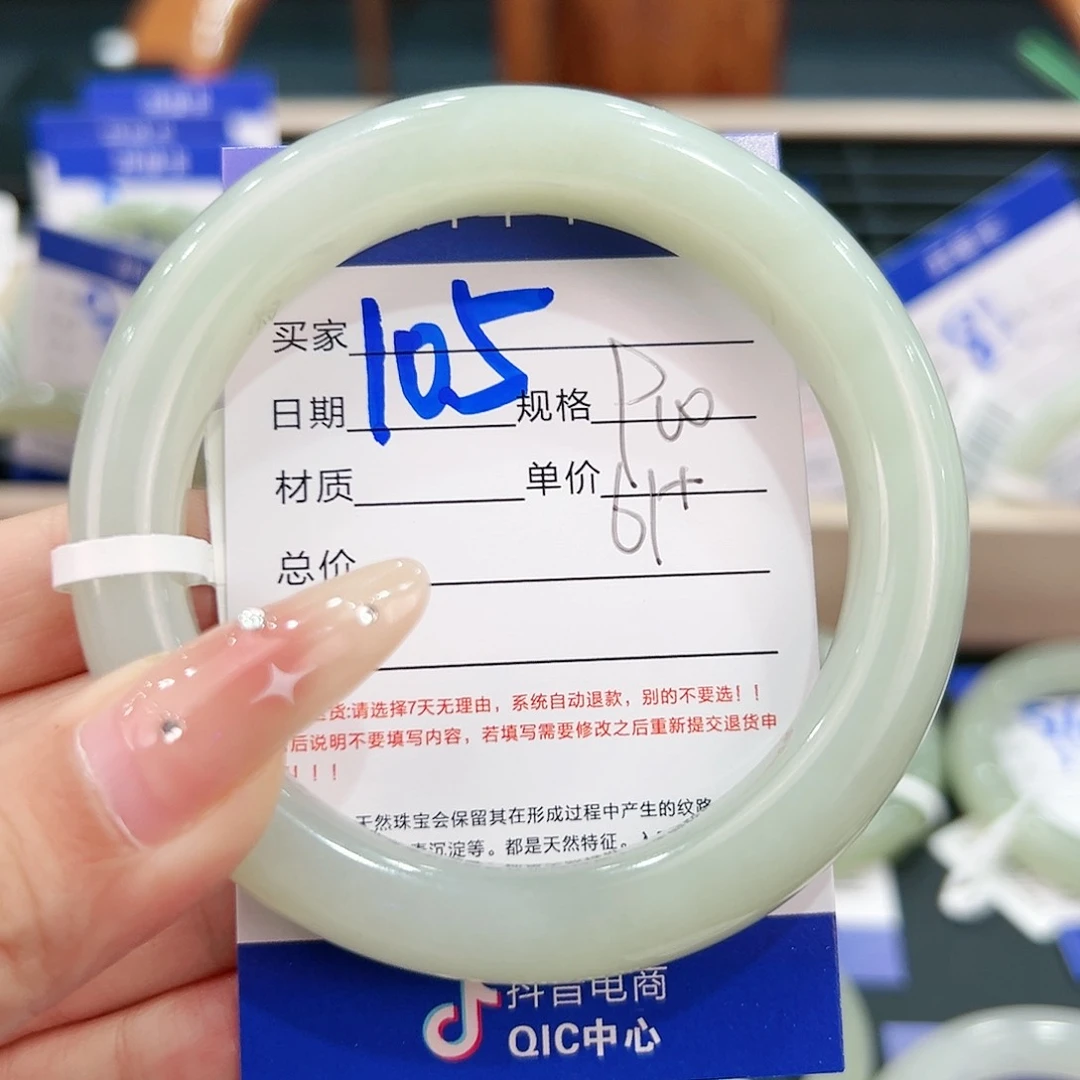 买家
105
日期 规格
材质 单价
61+
总价
货:请选择7天无理由，系统自动退款，别的不要选！！
后说明不要填写内容，若填写需要修改之后重新提交退货申
！！！
天然珠宝会保留其在形成过程中产生的纹路
沉淀等。都是天然特征。
抖音电商
QIC中心